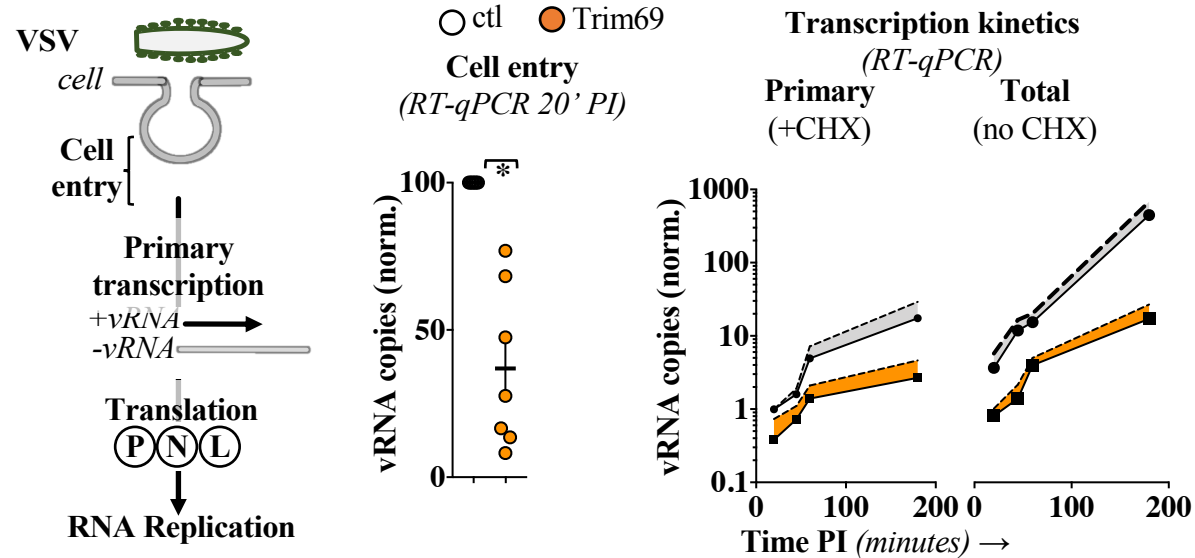 VSV
cell
Cell
entry
Primary
transcription
+vRNA
-vRNA
Translation
P N L
RNA Replication
ctl Trim69
Cell entry
(RT-qPCR 20’ PI)
vRNA copies (norm.)
100
50
0
*
Transcription kinetics
(RT-qPCR)
Primary
(+CHX)
Total
(no CHX)
vRNA copies (norm.)
1000
100
10
1
0.1
0 100 200
0 100 200
Time PI (minutes) →